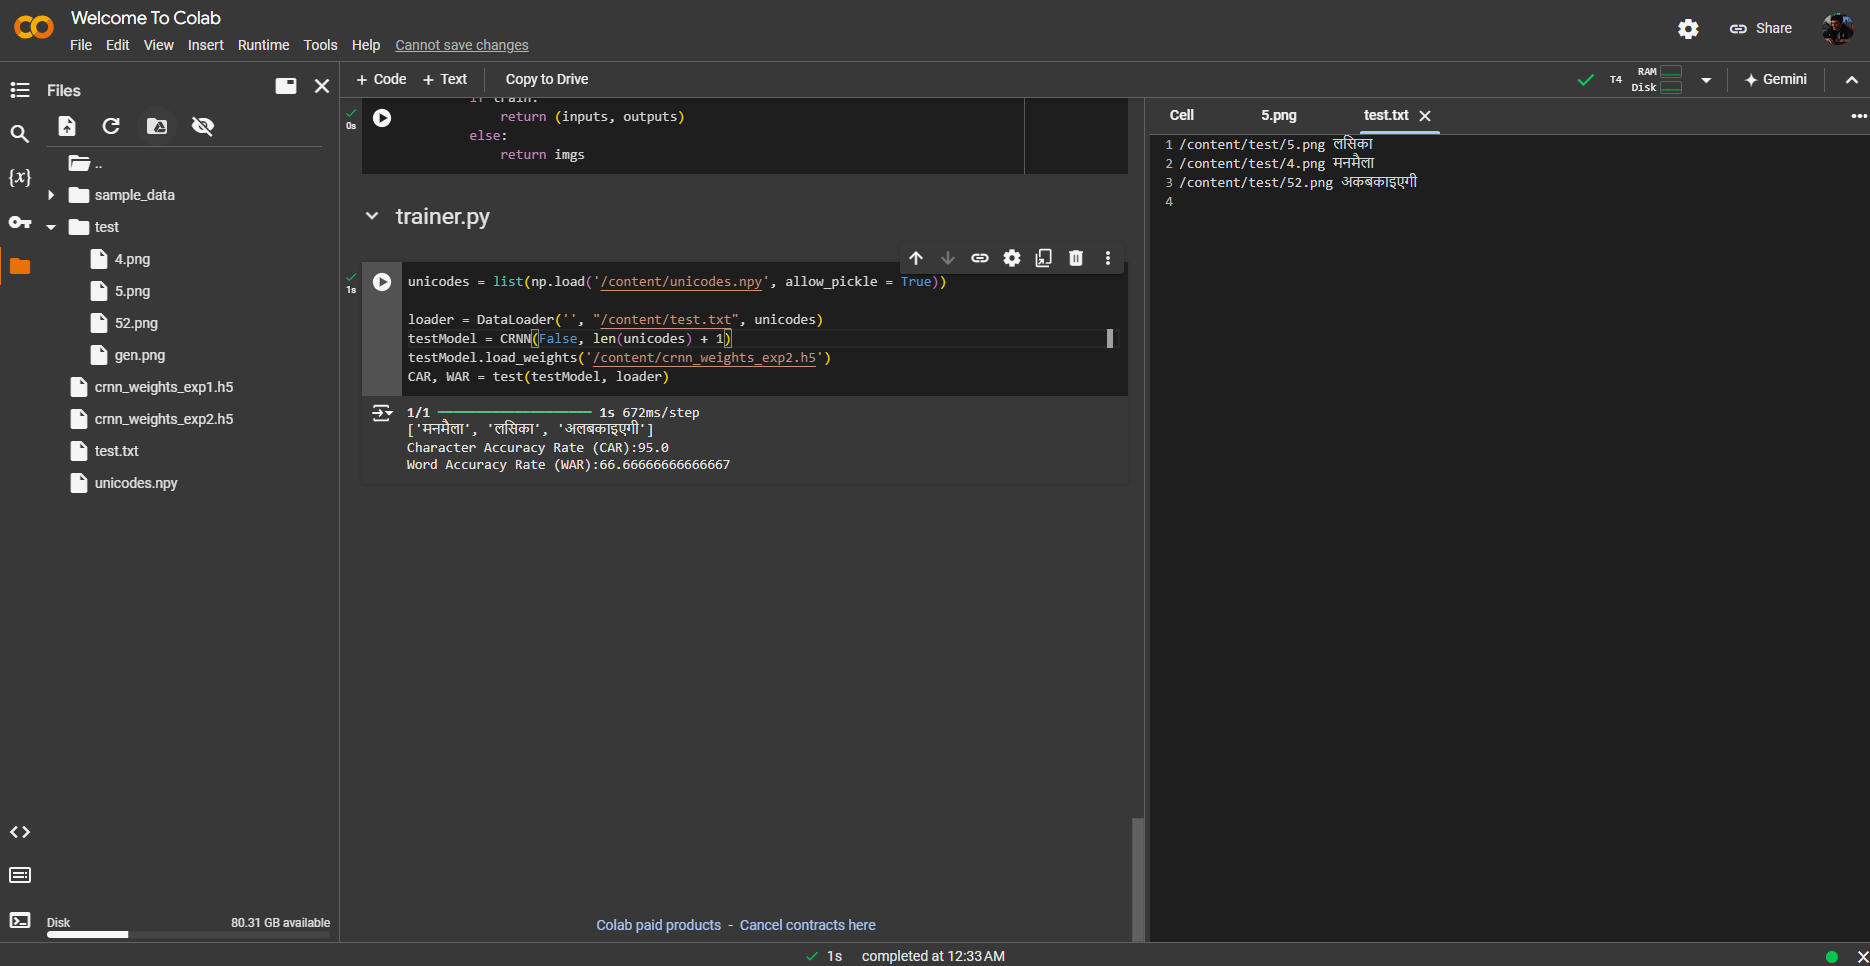 Welcome To Colab
File Edit View Insert Runtime Tools Help Cannot save changes
Share
Files
+ Code + Text Copy to Drive
T4 RAM Disk
Gemini
..
sample_data
test
4.png
5.png
52.png
gen.png
crnn_weights_exp1.h5
crnn_weights_exp2.h5
test.txt
unicodes.npy
Disk 80.31 GB available
{x}
0s
if train:
return (inputs, outputs)
else:
return imgs
trainer.py
1s
unicodes = list(np.load('/content/unicodes.npy', allow_pickle = True))
loader = DataLoader('', "/content/test.txt", unicodes)
testModel = CRNN(False, len(unicodes) + 1)
testModel.load_weights('/content/crnn_weights_exp2.h5')
CAR, WAR = test(testModel, loader)
1/1 1s 672ms/step
['मनमैला', 'लसिका', 'अलबकाइएगी']
Character Accuracy Rate (CAR):95.0
Word Accuracy Rate (WAR):66.66666666666667
Colab paid products - Cancel contracts here
Cell 5.png test.txt
1 /content/test/5.png लसिका
2 /content/test/4.png मनमैला
3 /content/test/52.png अकबकाइएगी
4
1s completed at 12:33 AM